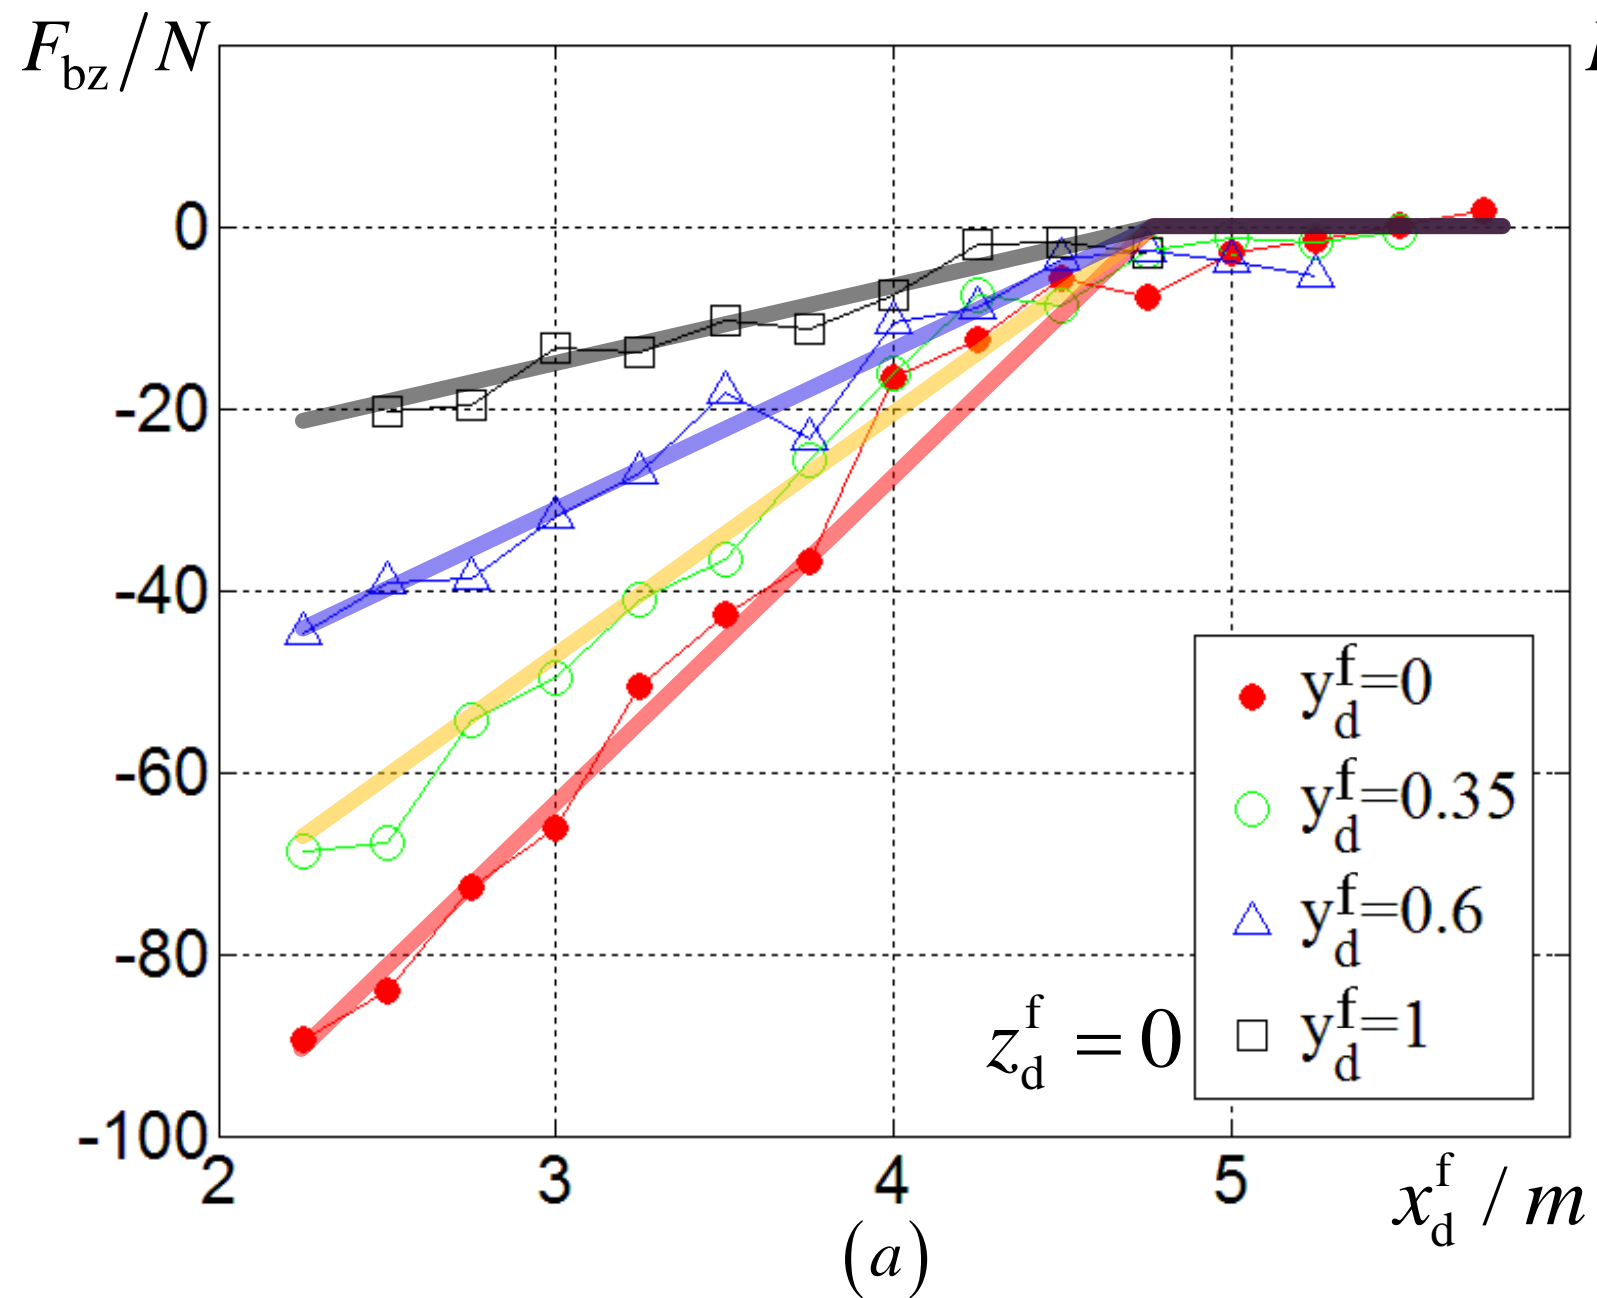 F_bz/N
0
-20
-40
-60
-80
-100
2 3 4 5
x_d^f / m
y_d^f=0
y_d^f=0.35
y_d^f=0.6
y_d^f=1
z_d^f = 0
(a)